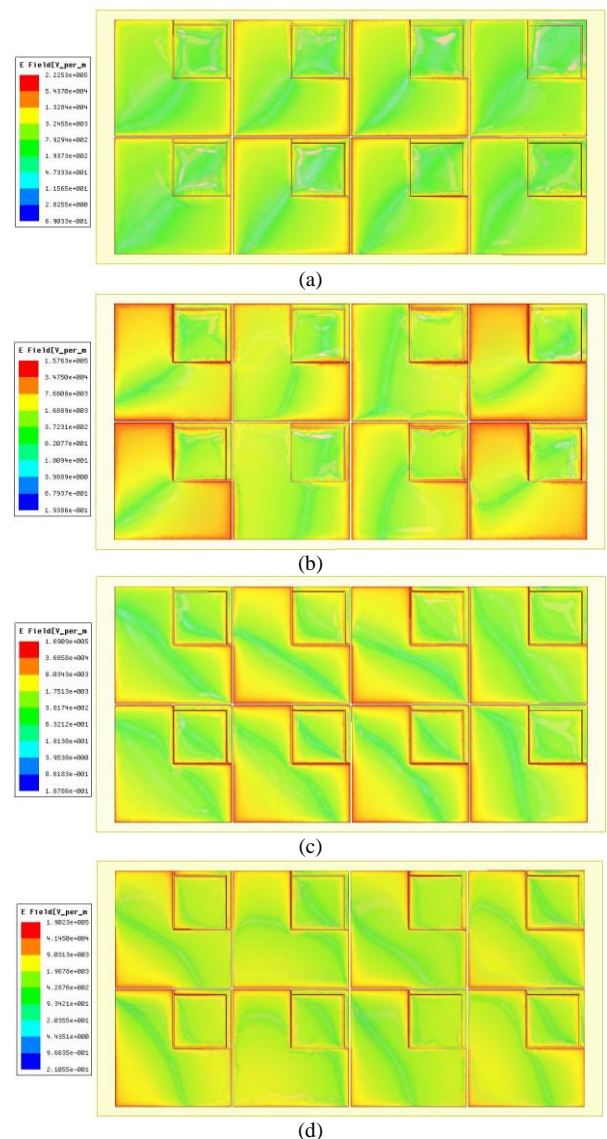 E Field[V_per_m
2.2253e+005
5.4370e+004
1.3284e+004
3.2455e+003
7.9294e+002
1.9373e+002
4.7333e+001
1.1565e+001
2.8255e+000
6.9033e-001
(a)
E Field[V_per_m
1.5783e+005
3.4750e+004
7.6608e+003
1.6889e+003
3.7231e+002
8.2077e+001
1.8094e+001
3.9889e+000
8.7937e-001
1.9386e-001
(b)
E Field[V_per_m
1.6909e+005
3.6858e+004
8.0343e+003
1.7513e+003
3.8174e+002
8.3212e+001
1.8138e+001
3.9538e+000
8.6183e-001
1.8786e-001
(c)
E Field[V_per_m
1.9023e+005
4.1450e+004
9.0313e+003
1.9678e+003
4.2876e+002
9.3421e+001
2.0355e+001
4.4351e+000
9.6635e-001
2.1055e-001
(d)